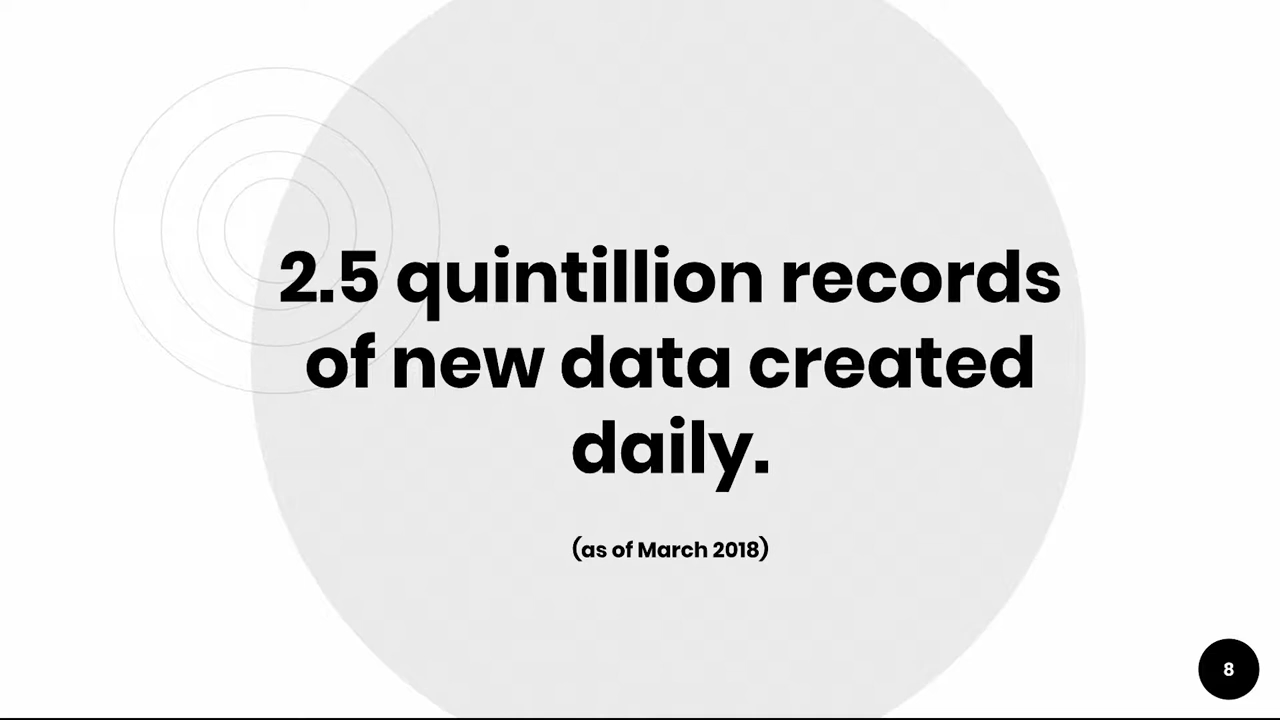 2.5 quintillion records
of new data created
daily.
(as of March 2018)
8